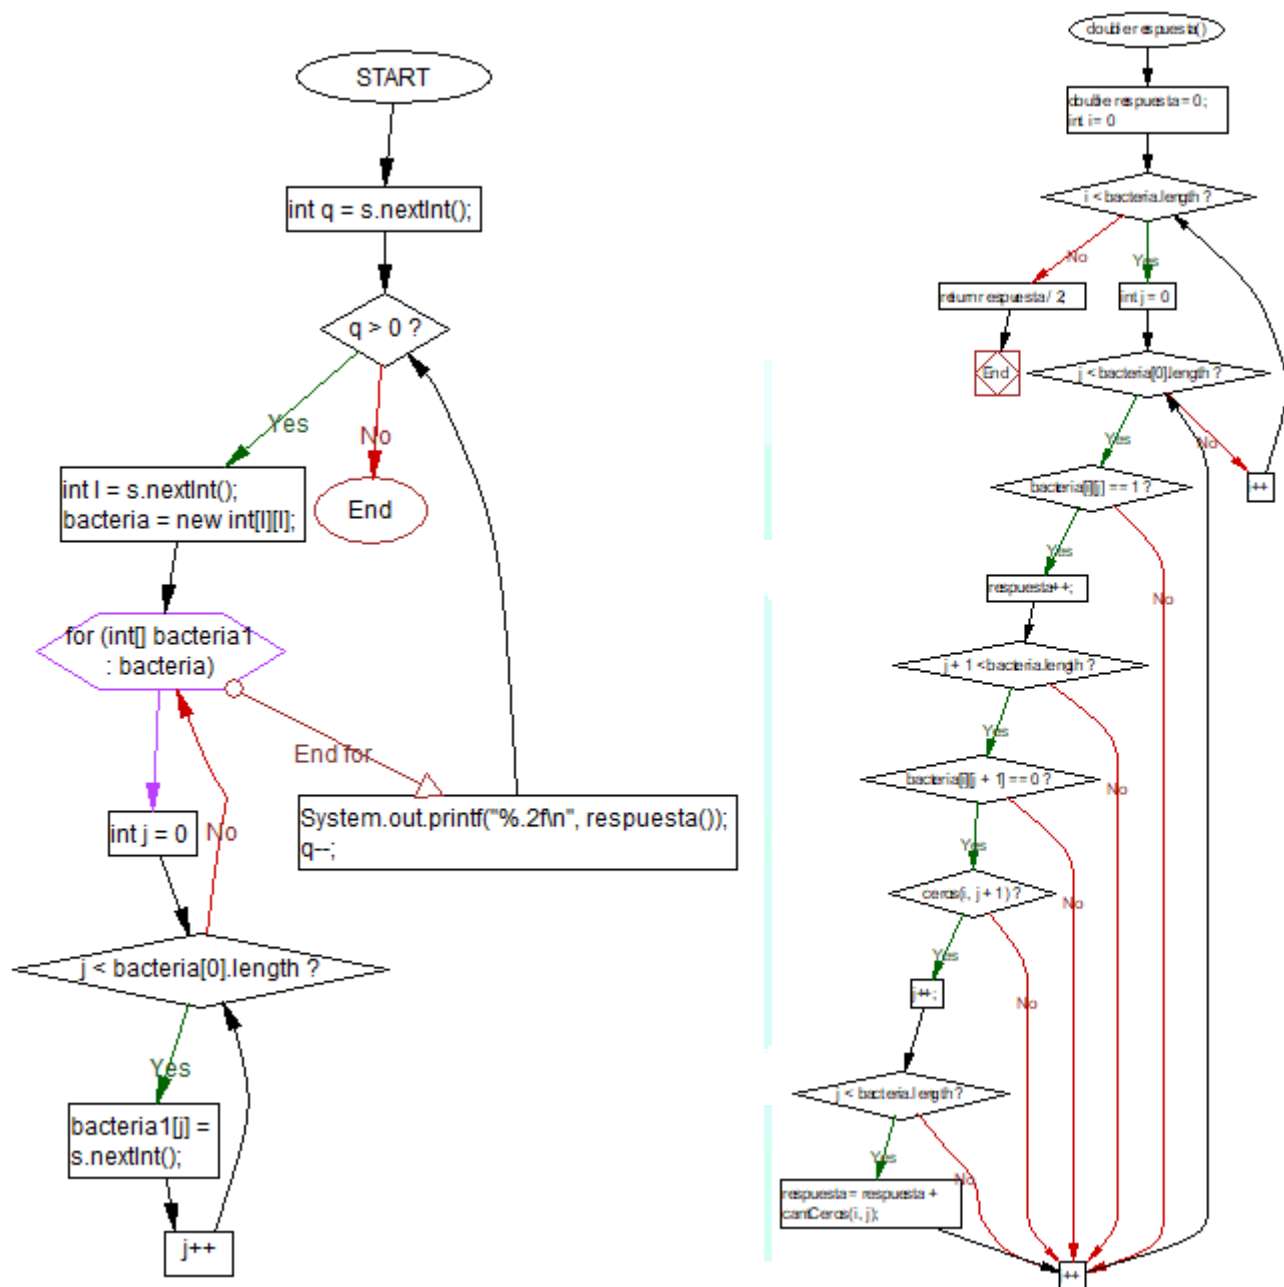 START
int q = s.nextInt();
q > 0 ?
Yes
No
int l = s.nextInt();
bacteria = new int[l][l];
End
for (int[] bacteria1
: bacteria)
End for
int j = 0
No
System.out.printf("%.2f\n", respuesta());
q--;
j < bacteria[0].length ?
Yes
bacteria1[j] =
s.nextInt();
j++
double respuesta()
double respuesta = 0;
int i = 0
i < bacteria.length ?
No
Yes
return respuesta / 2;
int j = 0
End
j < bacteria[0].length ?
Yes
No
bacteria[i][j] == 1 ?
++
Yes
No
respuesta++;
j + 1 < bacteria.length ?
Yes
No
bacteria[i][j + 1] == 0 ?
Yes
No
ceros(i, j + 1) ?
Yes
No
j++;
j < bacteria.length ?
Yes
No
respuesta = respuesta +
cantCeros(i, j);
++